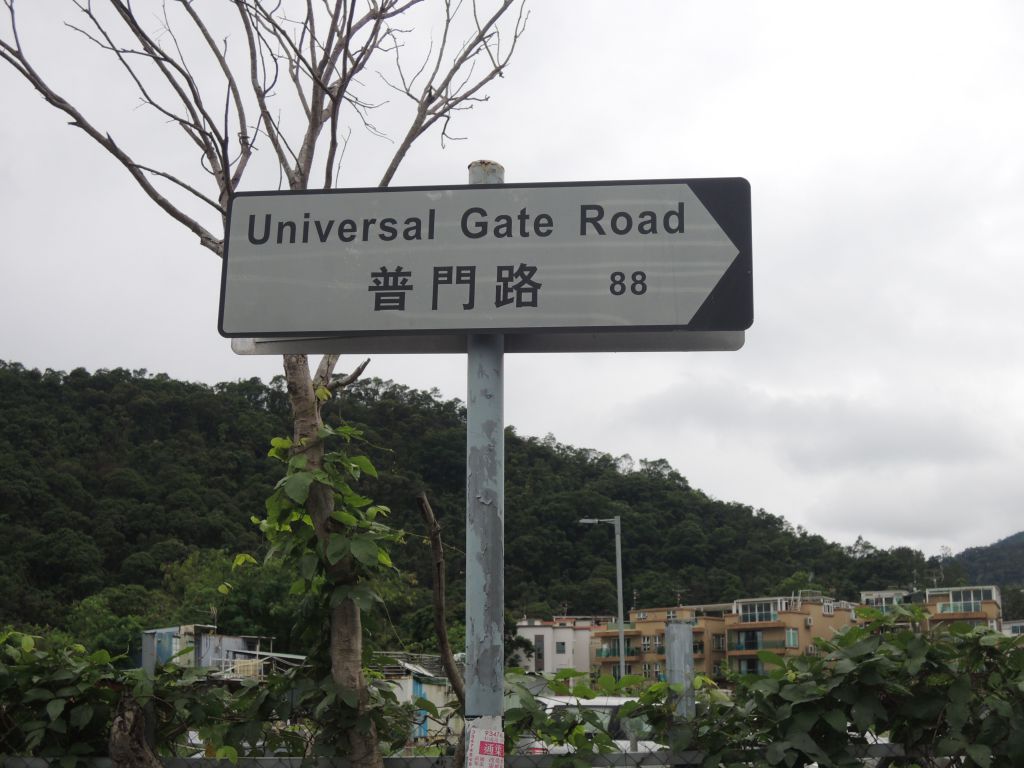 Universal Gate Road
普門路 88